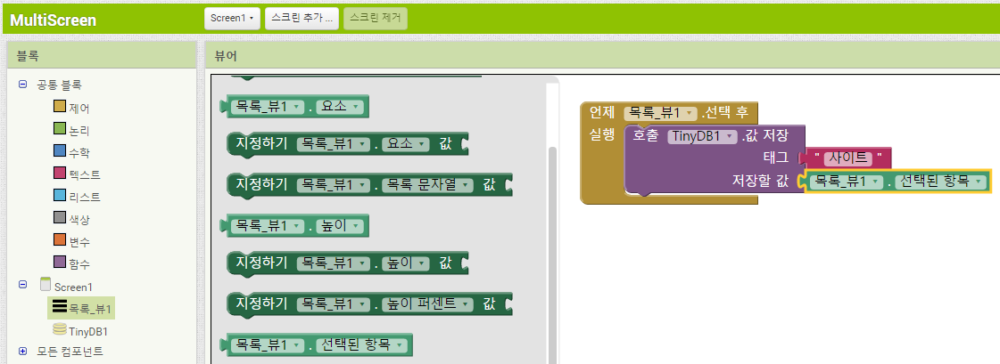 MultiScreen
Screen1
스크린 추가 ...
스크린 제거
블록
공통 블록
제어
논리
수학
텍스트
리스트
색상
변수
함수
Screen1
목록_뷰1
TinyDB1
모든 컴포넌트
뷰어
목록_뷰1 . 요소
지정하기 목록_뷰1 . 요소 값
지정하기 목록_뷰1 . 목록 문자열 값
목록_뷰1 . 높이
지정하기 목록_뷰1 . 높이 값
지정하기 목록_뷰1 . 높이 퍼센트 값
목록_뷰1 . 선택된 항목
언제 목록_뷰1 .선택 후
실행 호출 TinyDB1 .값 저장
태그 " 사이트 "
저장할 값 목록_뷰1 . 선택된 항목